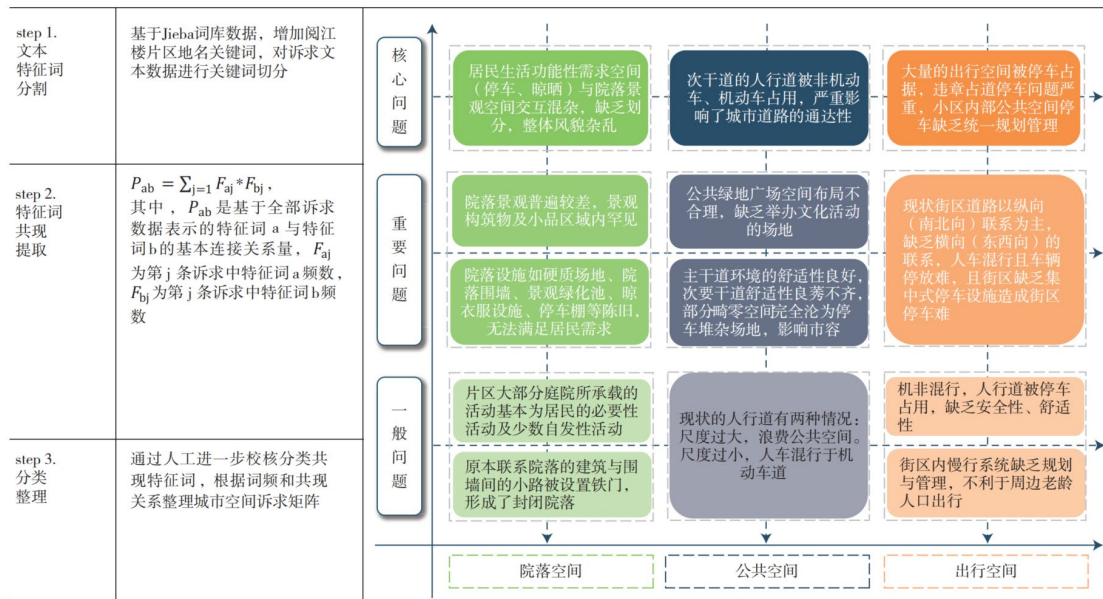 step 1.
文本
特征词
分割
基于Jieba词库数据，增加阅江
楼片区地名关键词，对诉求文
本数据进行关键词切分
step 2.
特征词
共现
提取
P_ab = ∑_{j=1} F_aj * F_bj，
其中，P_ab是基于全部诉求
数据表示的特征词 a 与特征
词b的基本连接关系量，F_aj
为第 j 条诉求中特征词a频数，
F_bj为第 j 条诉求中特征词b频
数
step 3.
分类
整理
通过人工进一步校核分类共
现特征词，根据词频和共现
关系整理城市空间诉求矩阵
核心问题
居民生活功能性需求空间
（停车、晾晒）与院落景
观空间交互混杂，缺乏划
分，整体风貌杂乱
次干道的人行道被非机动
车、机动车占用，严重影
响了城市道路的通达性
大量的出行空间被停车占
据，违章占道停车问题严
重，小区内部公共空间停
车缺乏统一规划管理
重要问题
院落景观普遍较差，景观
构筑物及小品区域内罕见
院落设施如硬质场地、院
落围墙、景观绿化池、晾
衣服设施、停车棚等陈旧，
无法满足居民需求
公共绿地广场空间布局不
合理，缺乏举办文化活动
的场地
主干道环境的舒适性良好，
次要干道舒适性良莠不齐，
部分畸零空间完全沦为停
车堆杂场地，影响市容
现状街区道路以纵向
（南北向）联系为主，
缺乏横向（东西向）的
联系，人车混行且车辆
停放难，且街区缺乏集
中式停车设施造成街区
停车难
一般问题
片区大部分庭院所承载的
活动基本为居民的必要性
活动及少数自发性活动
原本联系院落的建筑与围
墙间的小路被设置铁门，
形成了封闭院落
现状的人行道有两种情况：
尺度过大，浪费公共空间。
尺度过小，人车混行于机
动车道
机非混行，人行道被停车
占用，缺乏安全性、舒适
性
街区内慢行系统缺乏规划
与管理，不利于周边老龄
人口出行
院落空间
公共空间
出行空间